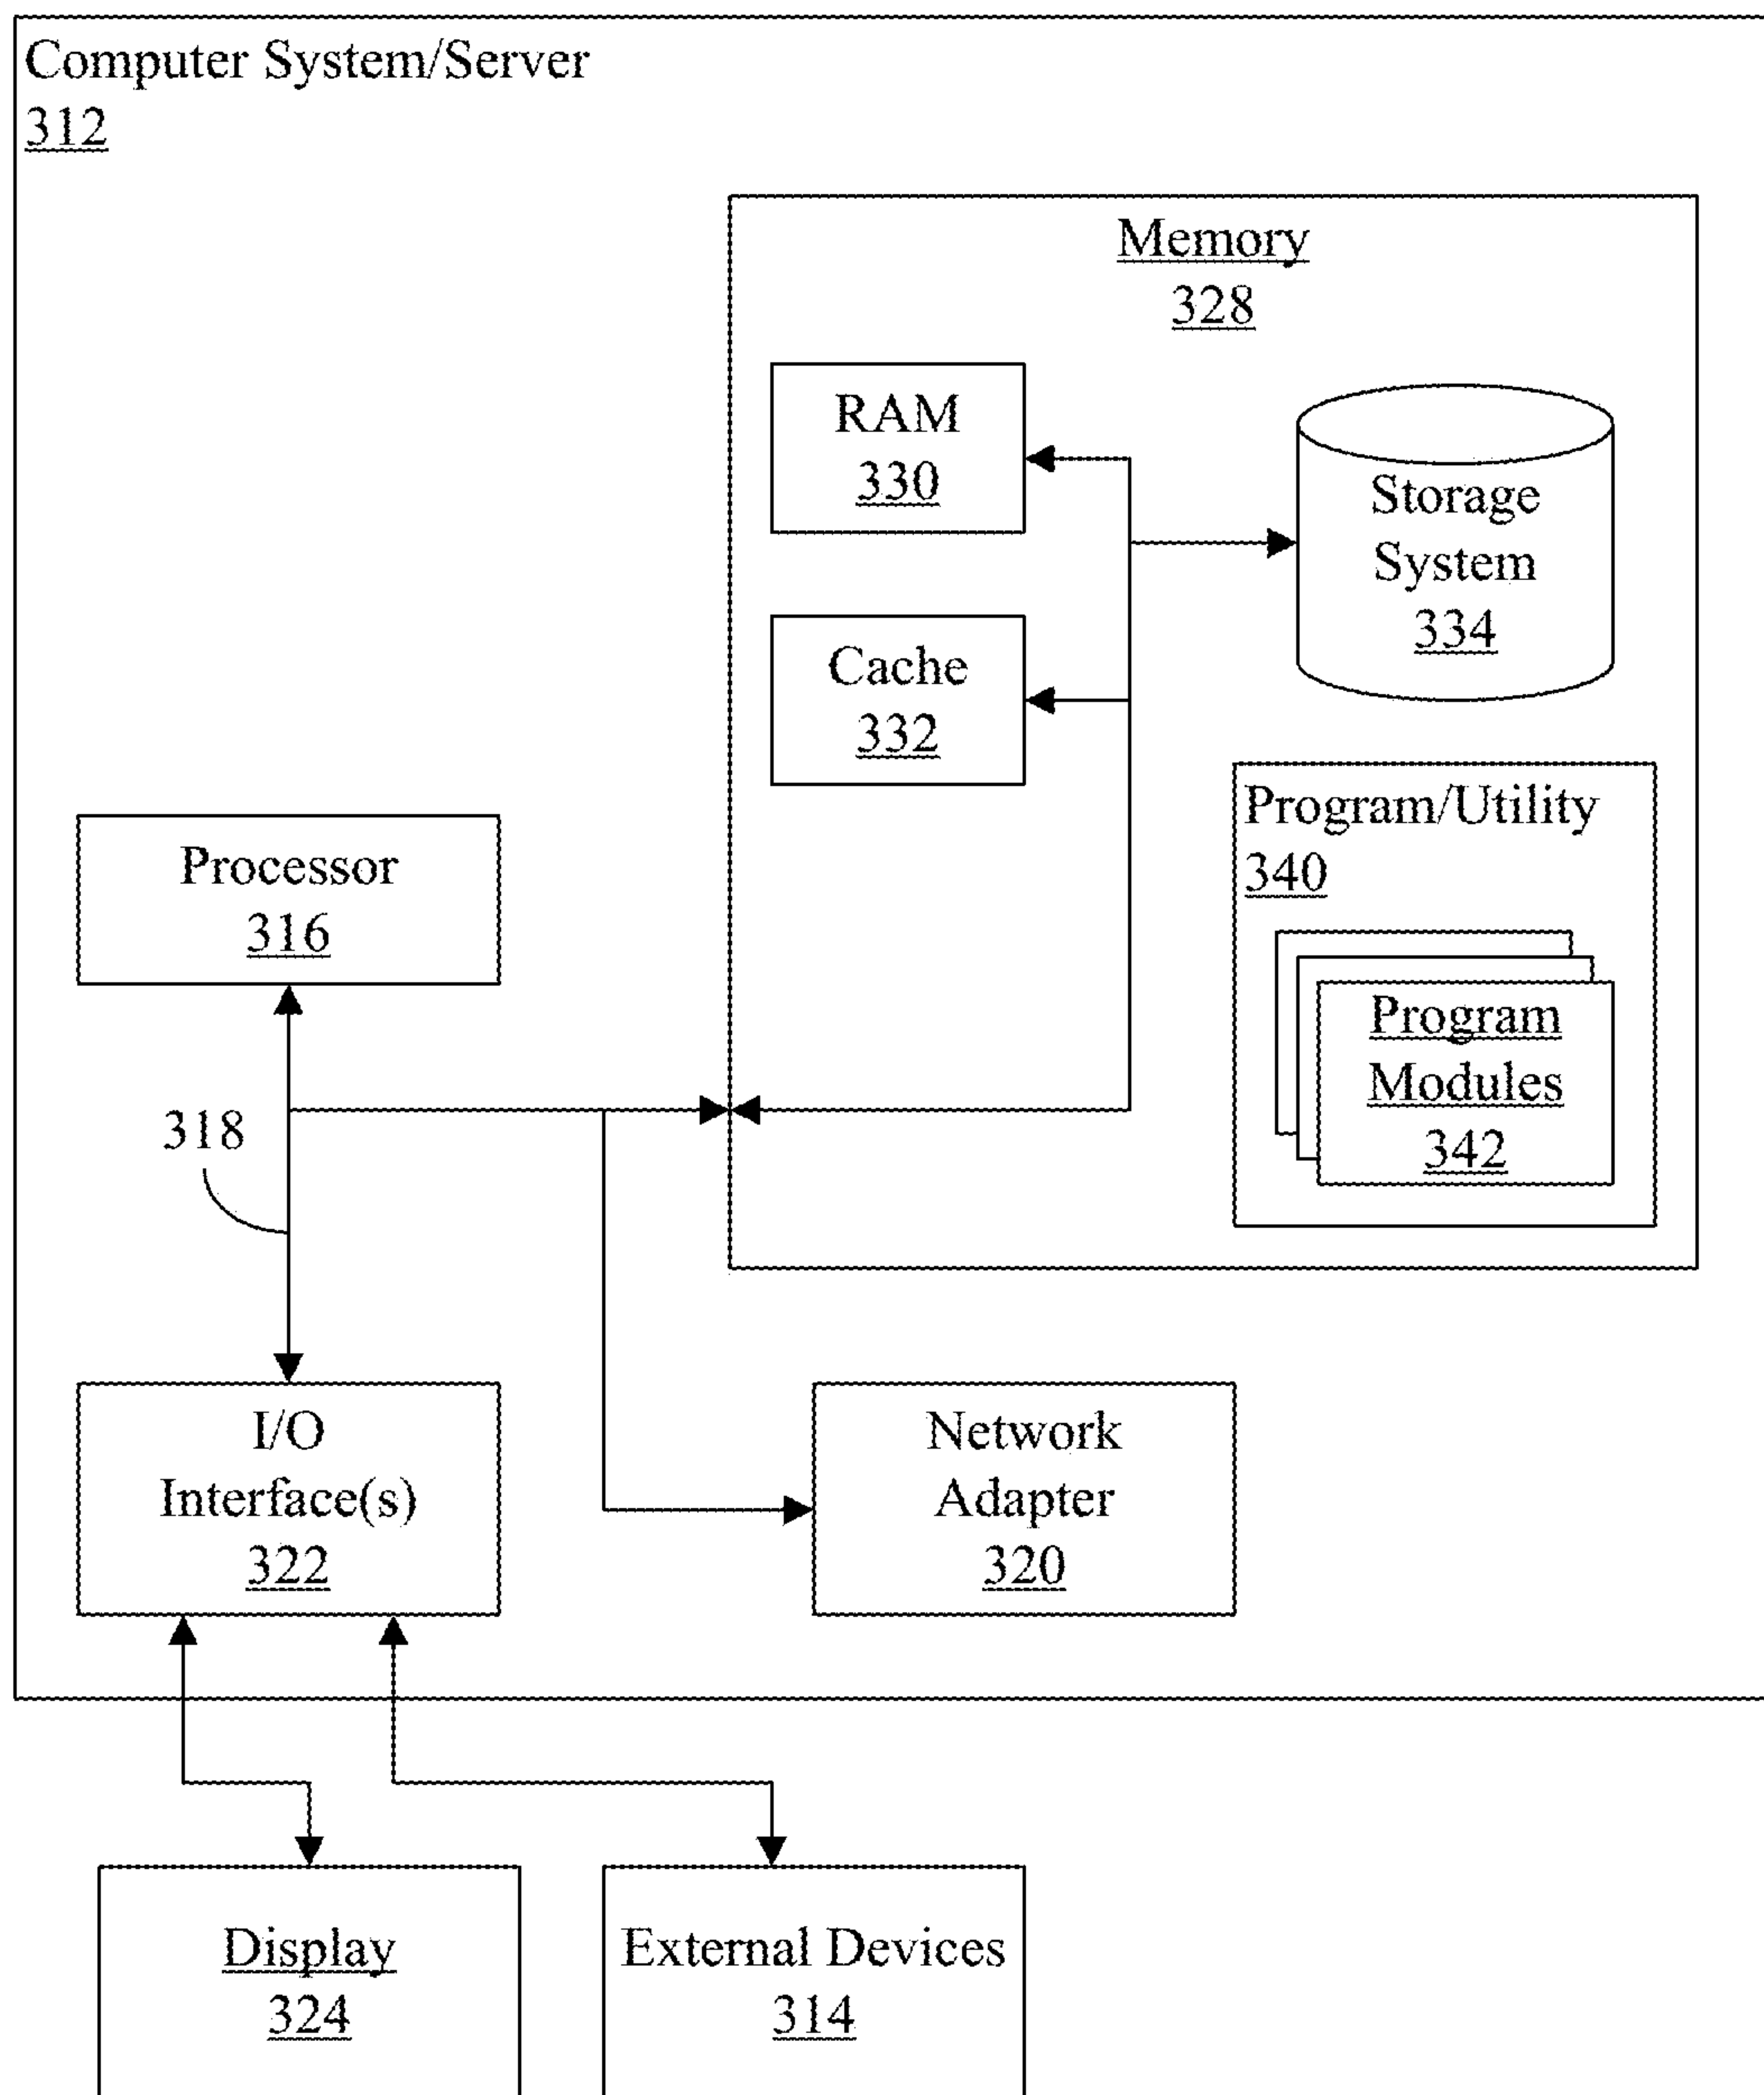 Computer System/Server
312
Memory
328
RAM
330
Storage
System
334
Cache
332
Program/Utility
340
Program
Modules
342
Processor
316
318
I/O
Interface(s)
322
Network
Adapter
320
Display
324
External Devices
314